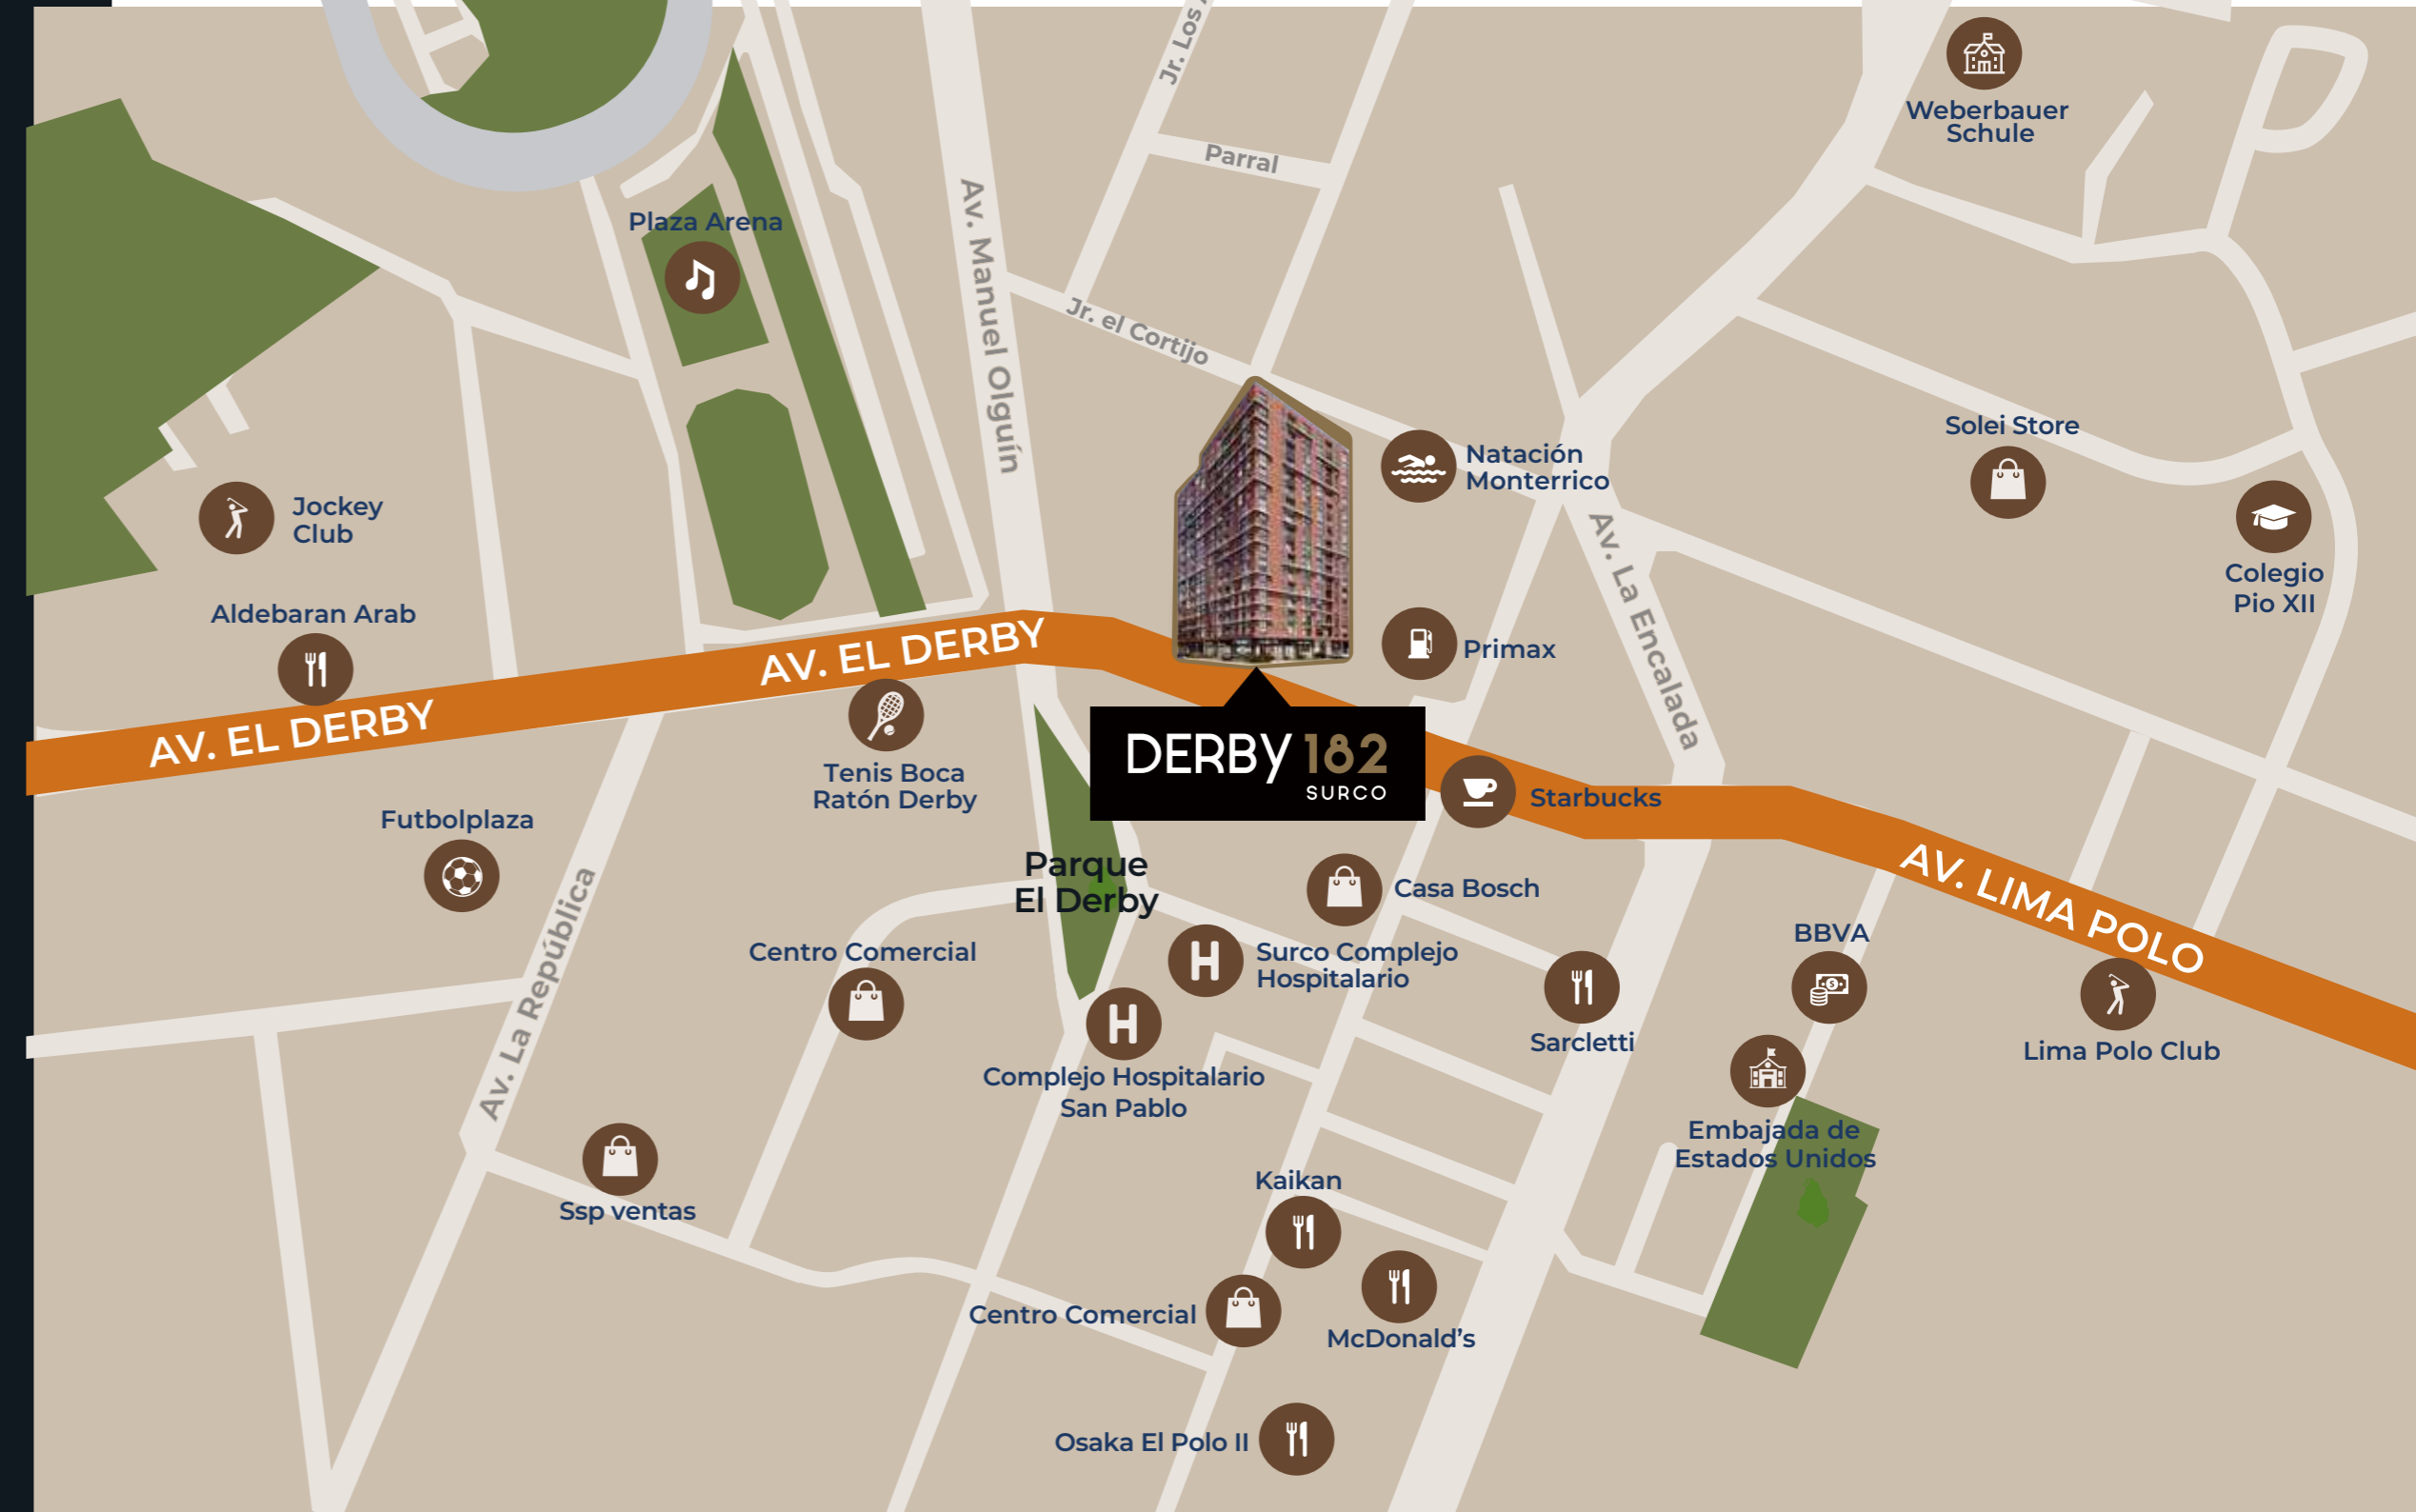 Jr. Los
Weberbauer
Schule
Parral
Plaza Arena
Av. Manuel Olguín
Jr. el Cortijo
Solei Store
Natación
Monterrico
Jockey
Club
Av. La Encalada
Colegio
Pio XII
Aldebaran Arab
AV. EL DERBY
Primax
AV. EL DERBY
DERBY 182
SURCO
Tenis Boca
Ratón Derby
Starbucks
Futbolplaza
Parque
El Derby
Casa Bosch
AV. LIMA POLO
Av. La República
Centro Comercial
H
Surco Complejo
Hospitalario
BBVA
H
Sarcletti
Lima Polo Club
Complejo Hospitalario
San Pablo
Embajada de
Estados Unidos
Kaikan
Ssp ventas
Centro Comercial
McDonald's
Osaka El Polo II